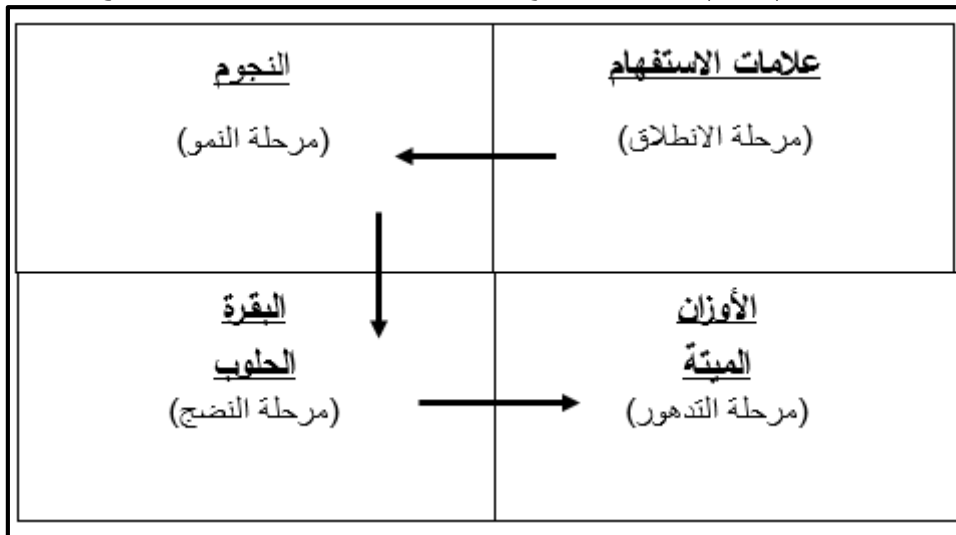 علامات الاستفهام
(مرحلة الانطلاق)
النجوم
(مرحلة النمو)
الأوزان
الميتة
(مرحلة التدهور)
البقرة
الحلوب
(مرحلة النضج)